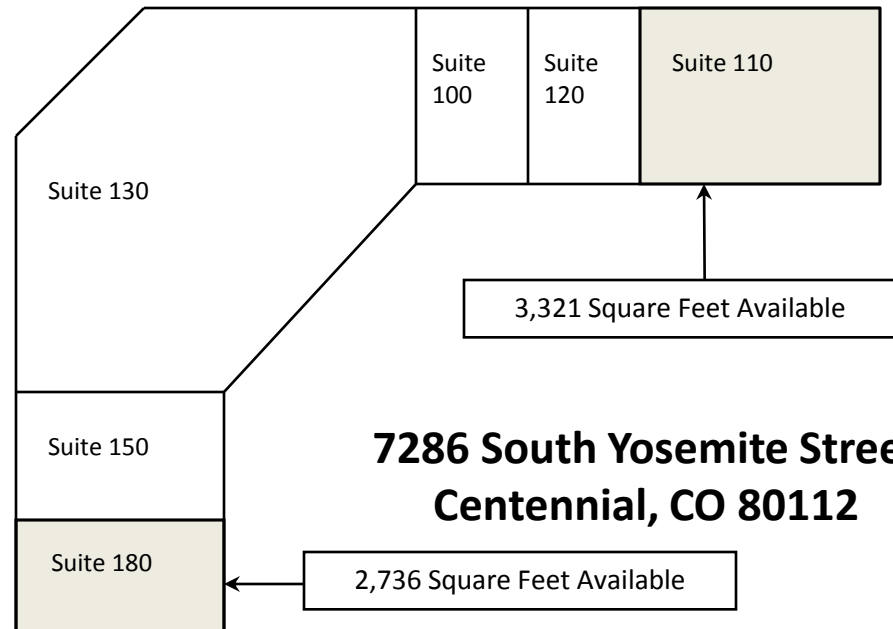 Suite
100
Suite
120
Suite 110
Suite 130
3,321 Square Feet Available
Suite 150
7286 South Yosemite Stree
Centennial, CO 80112
Suite 180
2,736 Square Feet Available